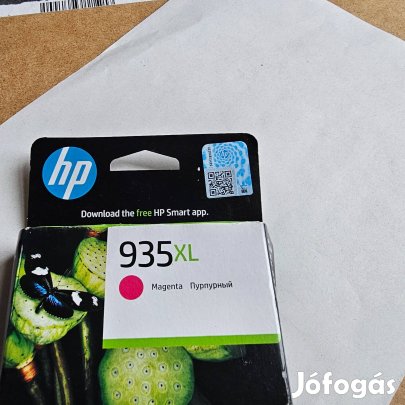 hp
Download the free HP Smart app.
935XL
Magenta Пурпурный
Jófogás